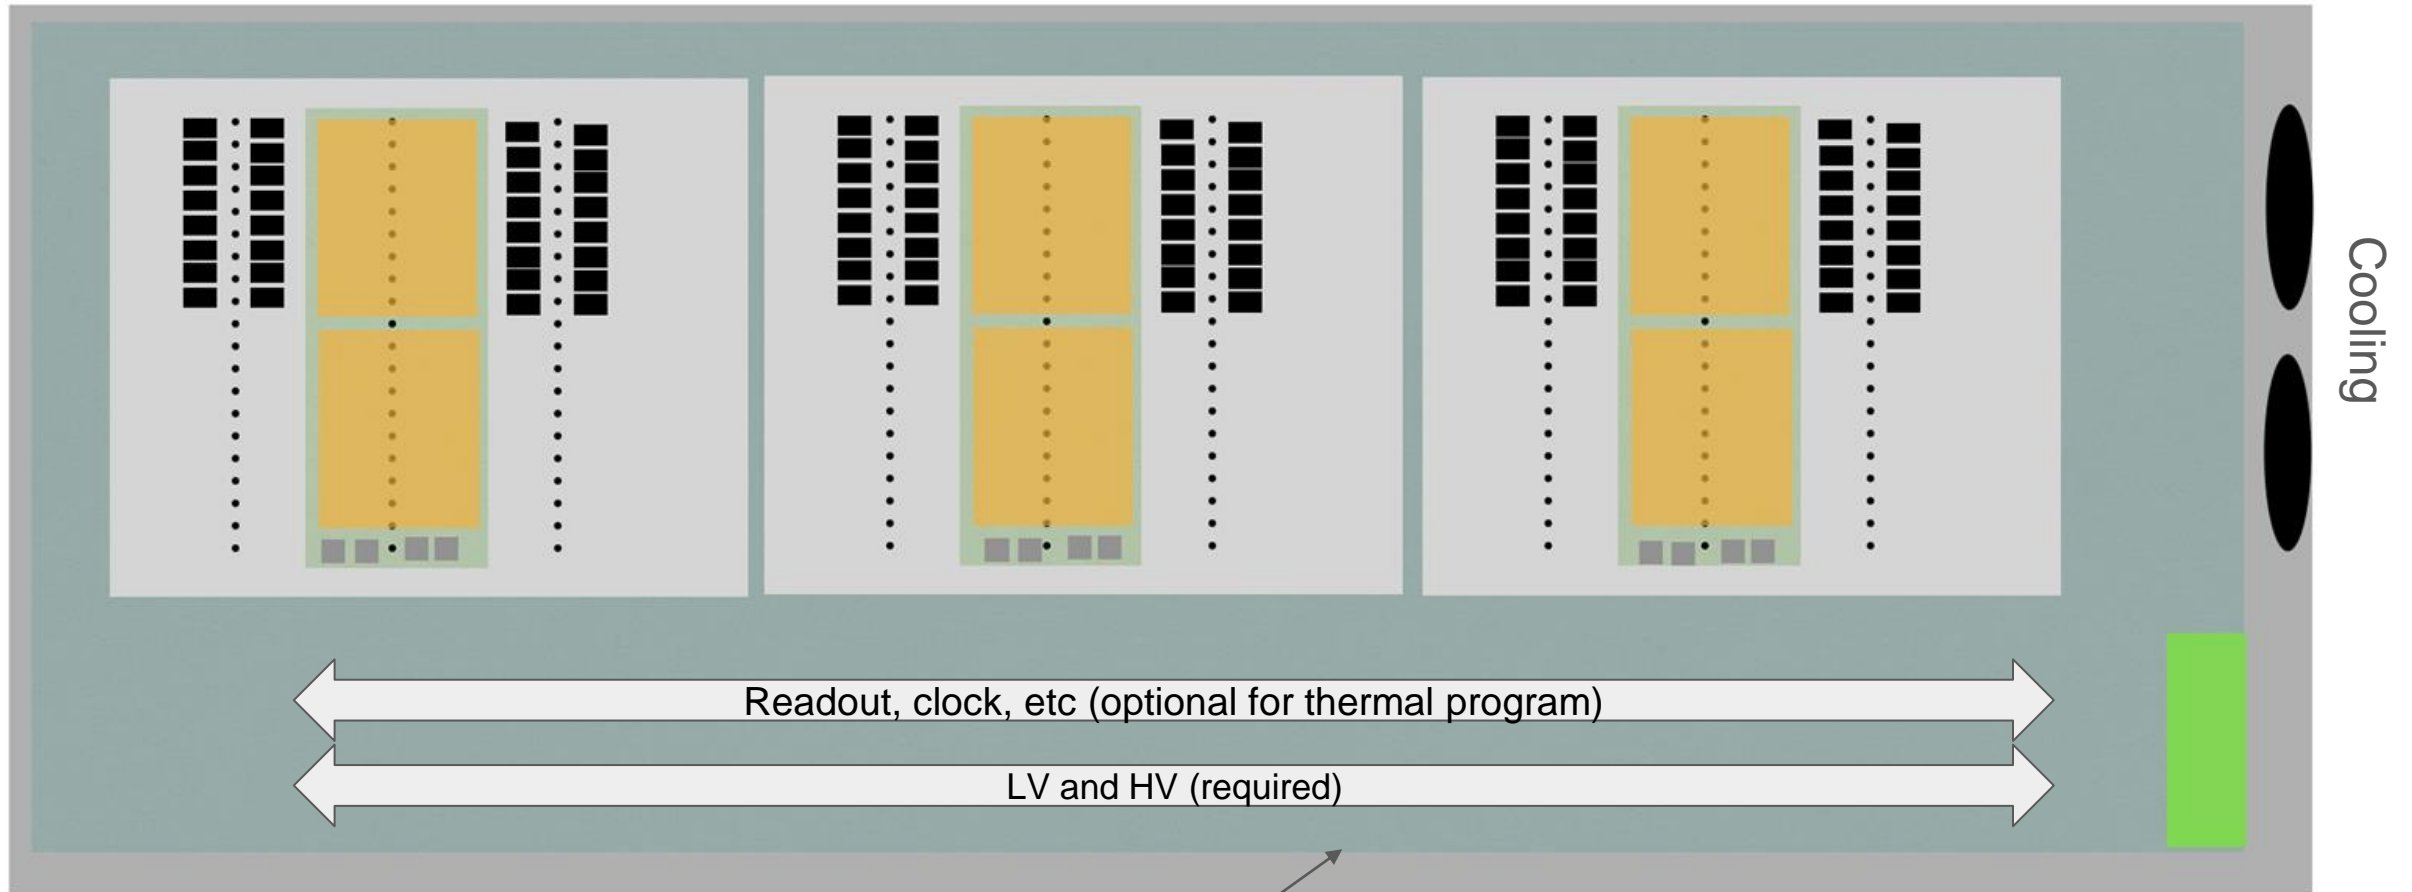 Cooling
Readout, clock, etc (optional for thermal program)
LV and HV (required)